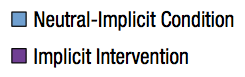 Neutral-Implicit Condition
Implicit Intervention